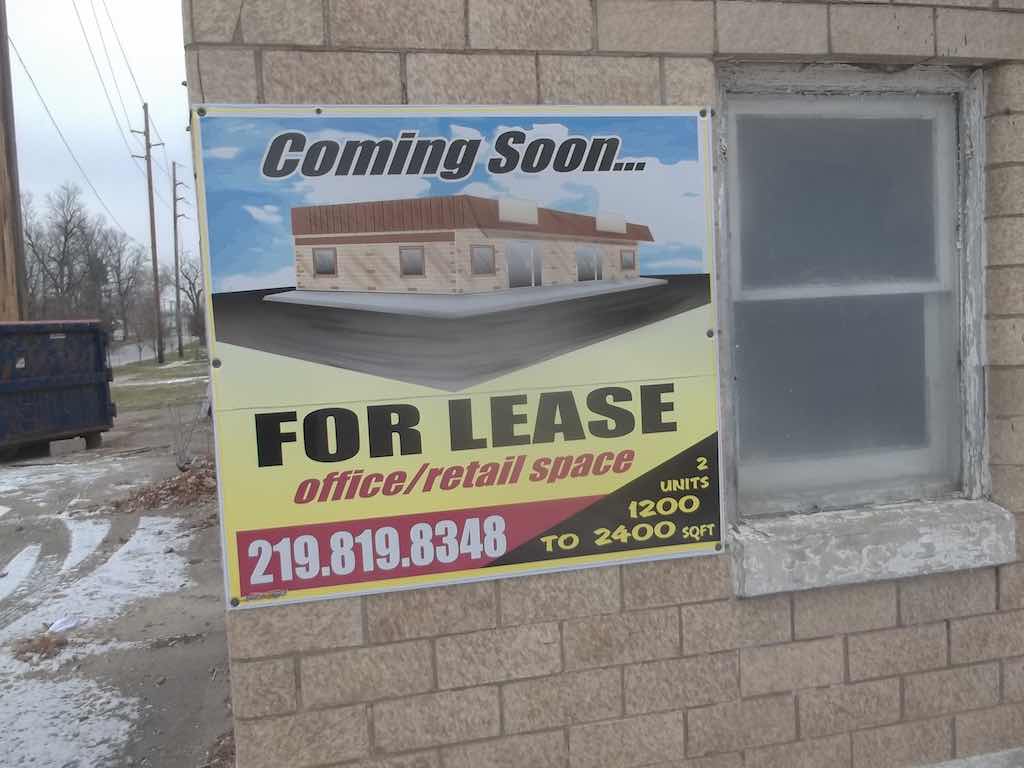 Coming Soon...
FOR LEASE
office/retail space
2
UNITS
1200
TO 2400 SQFT
219.819.8348